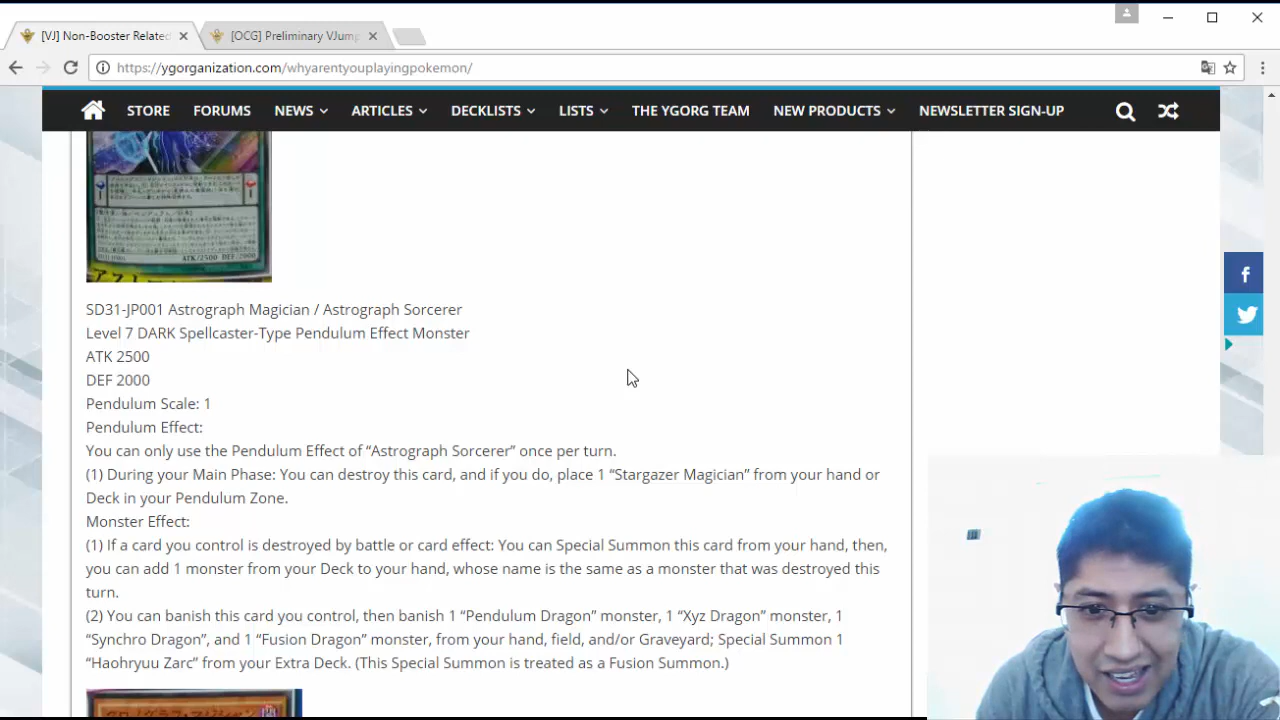 [VJ] Non-Booster Related
[OCG] Preliminary VJump
https://ygorganization.com/whyarentyouplayingpokemon/
STORE FORUMS NEWS ARTICLES DECKLISTS LISTS THE YGORG TEAM NEW PRODUCTS NEWSLETTER SIGN-UP
ATK/2500 DEF/2000
SD31-JP001 Astrograph Magician / Astrograph Sorcerer
Level 7 DARK Spellcaster-Type Pendulum Effect Monster
ATK 2500
DEF 2000
Pendulum Scale: 1
Pendulum Effect:
You can only use the Pendulum Effect of “Astrograph Sorcerer” once per turn.
(1) During your Main Phase: You can destroy this card, and if you do, place 1 “Stargazer Magician” from your hand or
Deck in your Pendulum Zone.
Monster Effect:
(1) If a card you control is destroyed by battle or card effect: You can Special Summon this card from your hand, then,
you can add 1 monster from your Deck to your hand, whose name is the same as a monster that was destroyed this
turn.
(2) You can banish this card you control, then banish 1 “Pendulum Dragon” monster, 1 “Xyz Dragon” monster, 1
“Synchro Dragon”, and 1 “Fusion Dragon” monster, from your hand, field, and/or Graveyard; Special Summon 1
“Haohryuu Zarc” from your Extra Deck. (This Special Summon is treated as a Fusion Summon.)